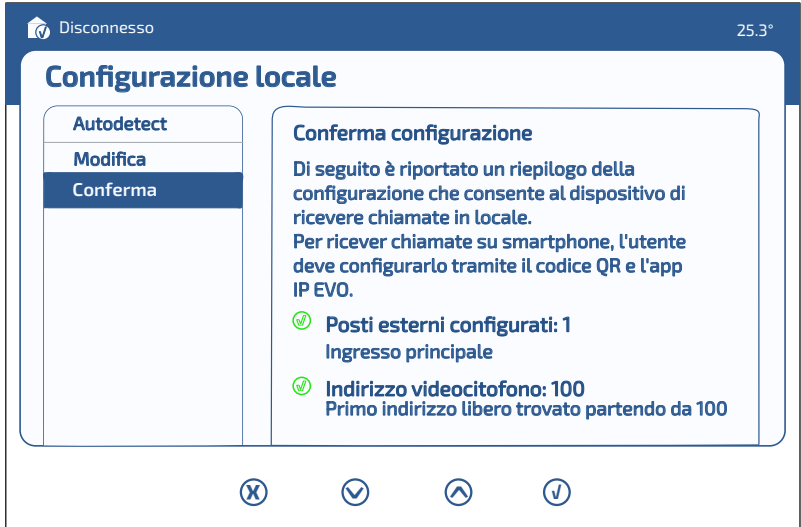 Disconnesso
25.3°
Configurazione locale
Autodetect
Modifica
Conferma
Conferma configurazione
Di seguito è riportato un riepilogo della
configurazione che consente al dispositivo di
ricevere chiamate in locale.
Per ricever chiamate su smartphone, l'utente
deve configurarlo tramite il codice QR e l'app
IP EVO.
Posti esterni configurati: 1
Ingresso principale
Indirizzo videocitofono: 100
Primo indirizzo libero trovato partendo da 100